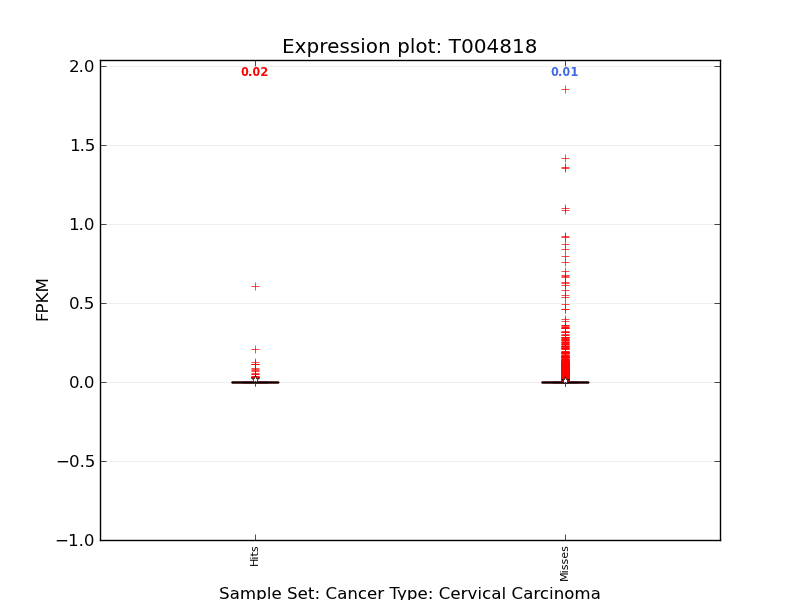 Expression plot: T004818
0.02
0.01
2.0
1.5
1.0
0.5
0.0
−0.5
−1.0
FPKM
Hits
Misses
Sample Set: Cancer Type: Cervical Carcinoma